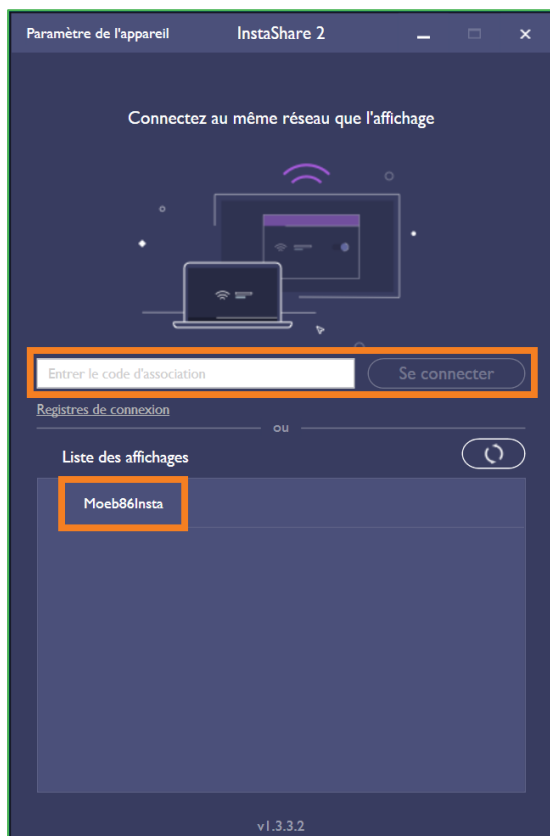 Paramètre de l'appareil InstaShare 2
Connectez au même réseau que l'affichage
Entrer le code d'association Se connecter
Registres de connexion
ou
Liste des affichages
Moeb86Insta
v1.3.3.2